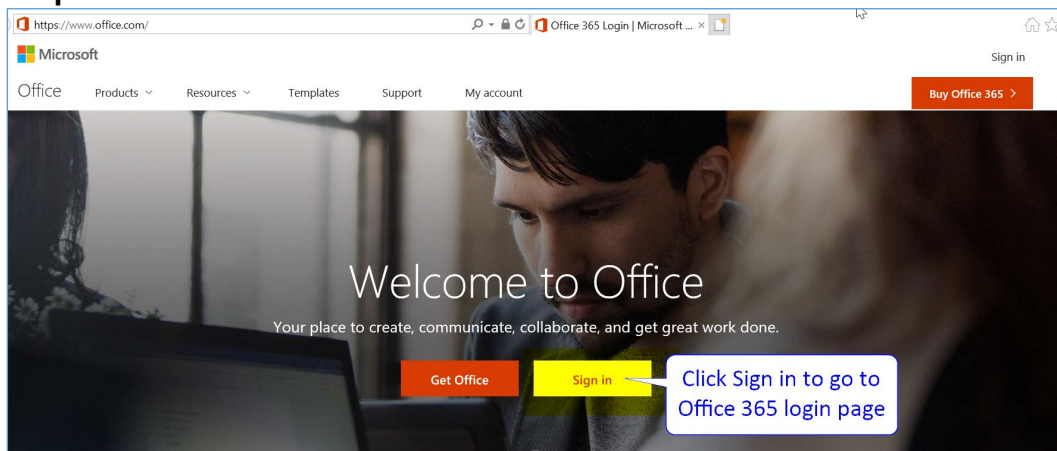 https://www.office.com/
Office 365 Login | Microsoft ...
Microsoft
Sign in
Office Products Resources Templates Support My account
Buy Office 365
Welcome to Office
Your place to create, communicate, collaborate, and get great work done.
Get Office Sign in
Click Sign in to go to
Office 365 login page